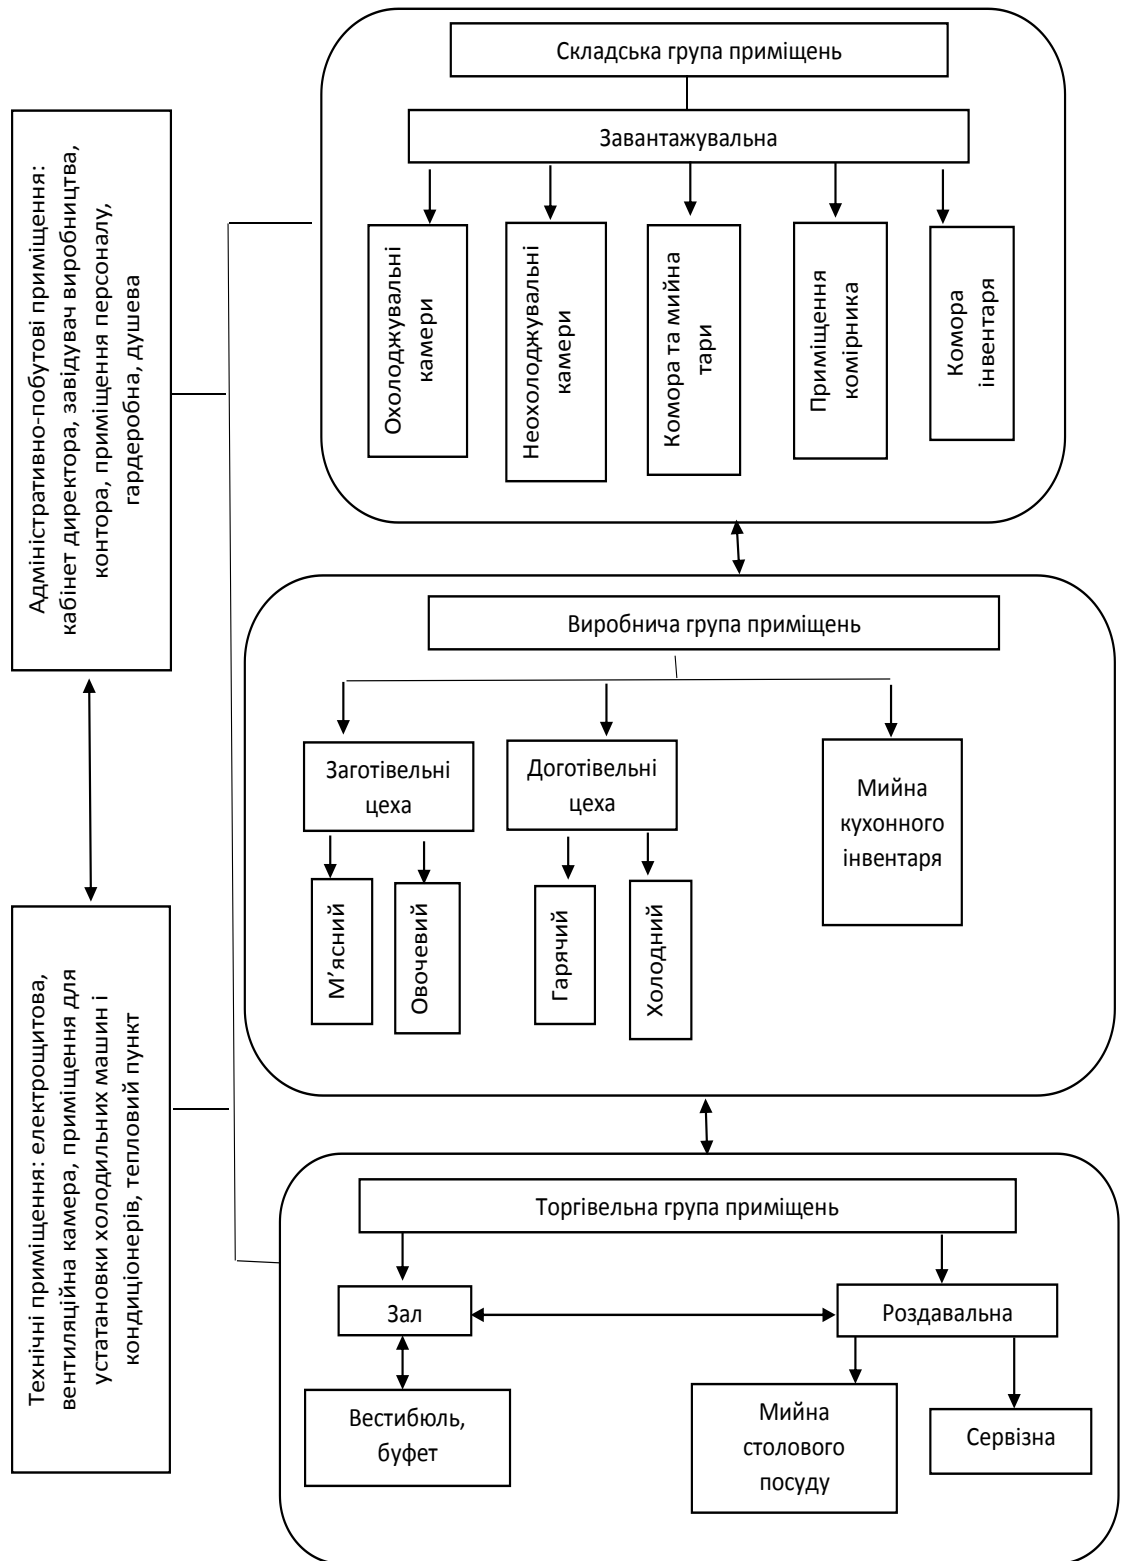 Складська група приміщень
Завантажувальна
Охолоджувальні
камери
Неохолоджувальні
камери
Комора та мийна
тари
Приміщення
комірника
Комора
інвентаря
Адміністративно-побутові приміщення:
кабінет директора, завідувач виробництва,
контора, приміщення персоналу,
гардеробна, душева
Виробнича група приміщень
Заготівельні
цеха
Доготівельні
цеха
Мийна
кухонного
інвентаря
М’ясний
Овочевий
Гарячий
Холодний
Технічні приміщення: електрощитова,
вентиляційна камера, приміщення для
устатановки холодильних машин і
кондиціонерів, тепловий пункт
Торгівельна група приміщень
Зал
Роздавальна
Вестибюль,
буфет
Мийна
столового
посуду
Сервізна